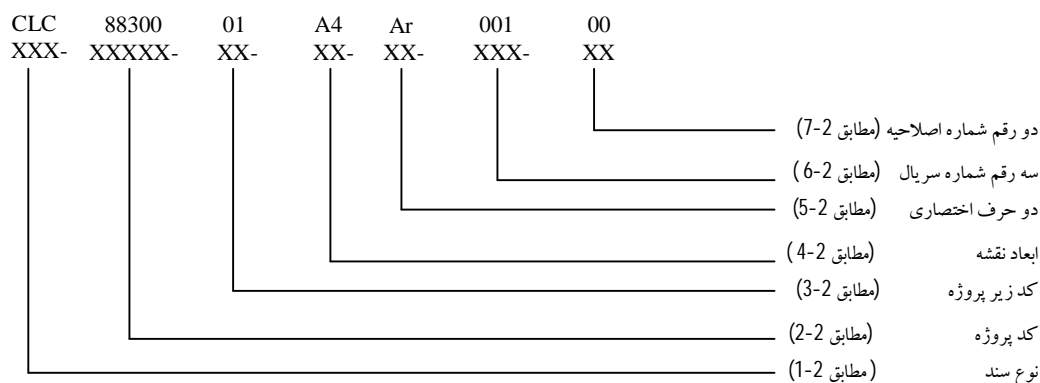 CLC 88300 01 A4 Ar 001 00
XXX- XXXXX- XX- XX- XX- XXX- XX
دو رقم شماره اصلاحیه (مطابق 2-7)
سه رقم شماره سریال (مطابق 2-6 )
دو حرف اختصاری (مطابق 2-5)
ابعاد نقشه (مطابق 2-4 )
کد زیر پروژه (مطابق 2-3)
کد پروژه (مطابق 2-2)
نوع سند ( مطابق 2-1)